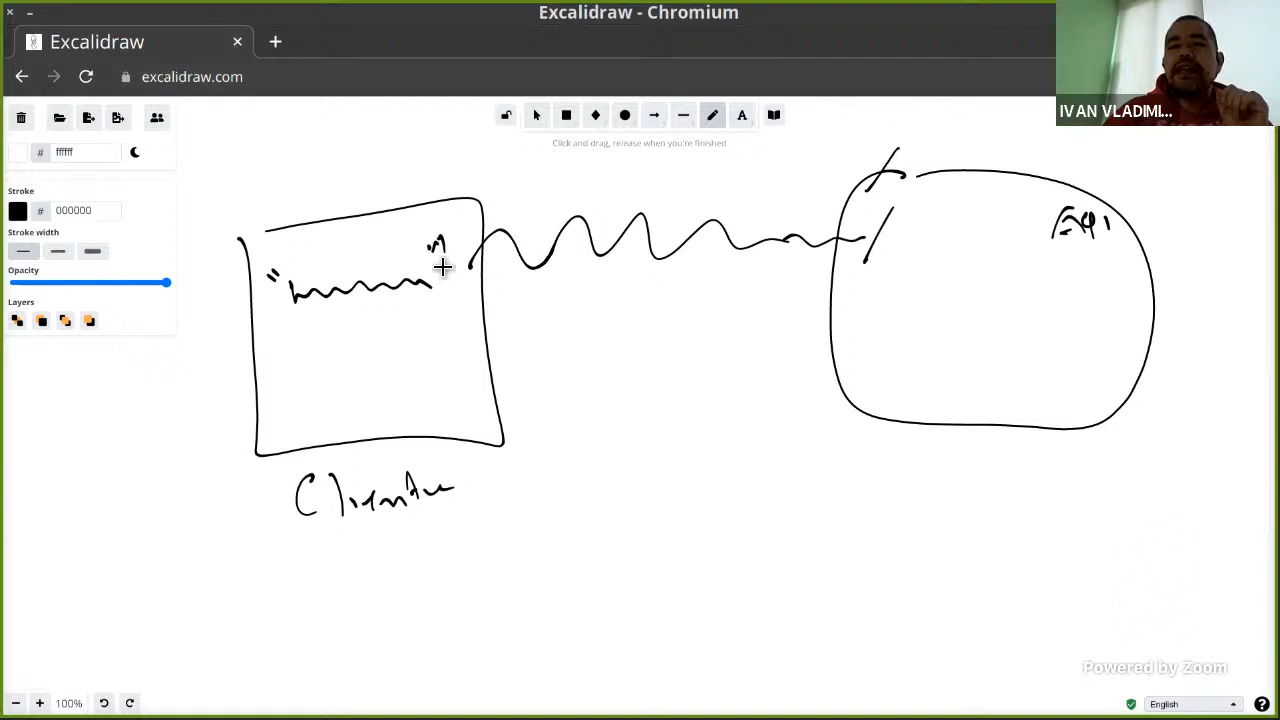 Excalidraw - Chromium
Excalidraw
excalidraw.com
IVAN VLADIMI...
# ffffff
Click and drag, release when you're finished
Stroke
# 000000
Stroke width
Opacity
Layers
Cliente
100%
Powered by Zoom
English